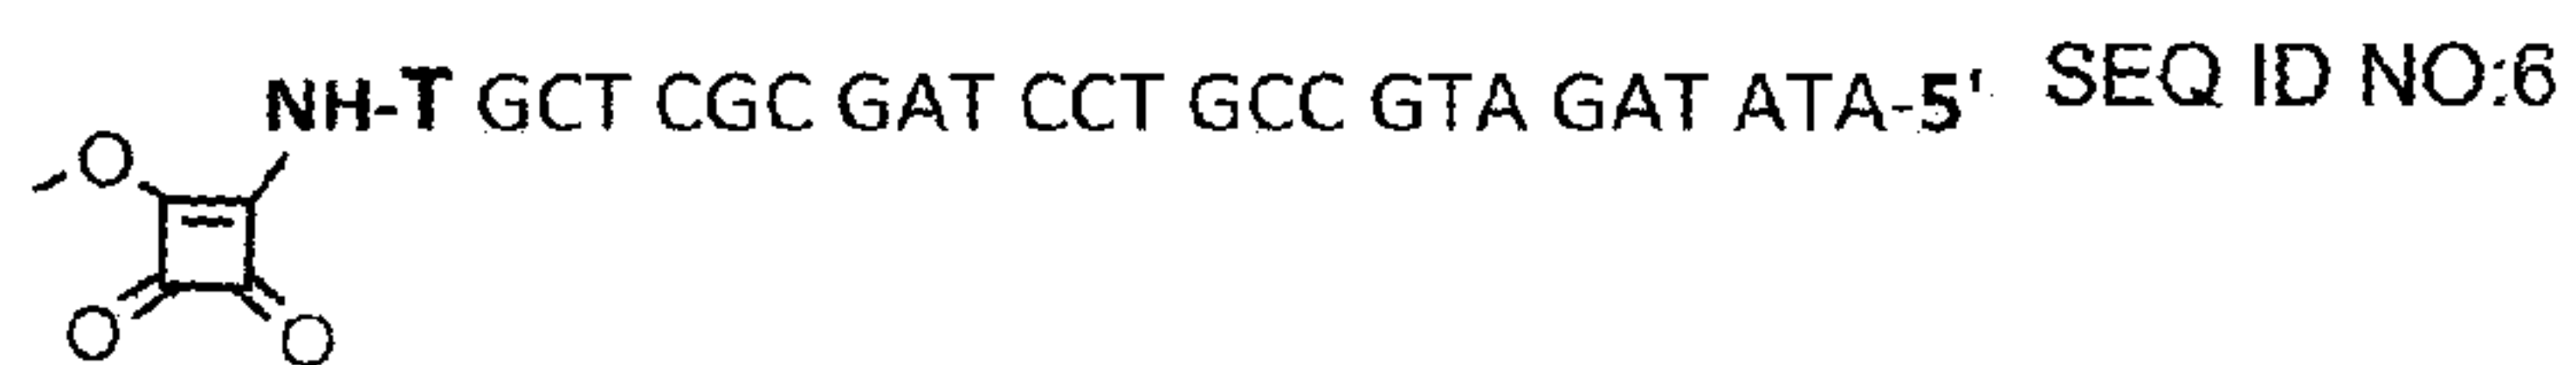 NH-T GCT CGC GAT CCT GCC GTA GAT ATA-5' SEQ ID NO:6
O
O O